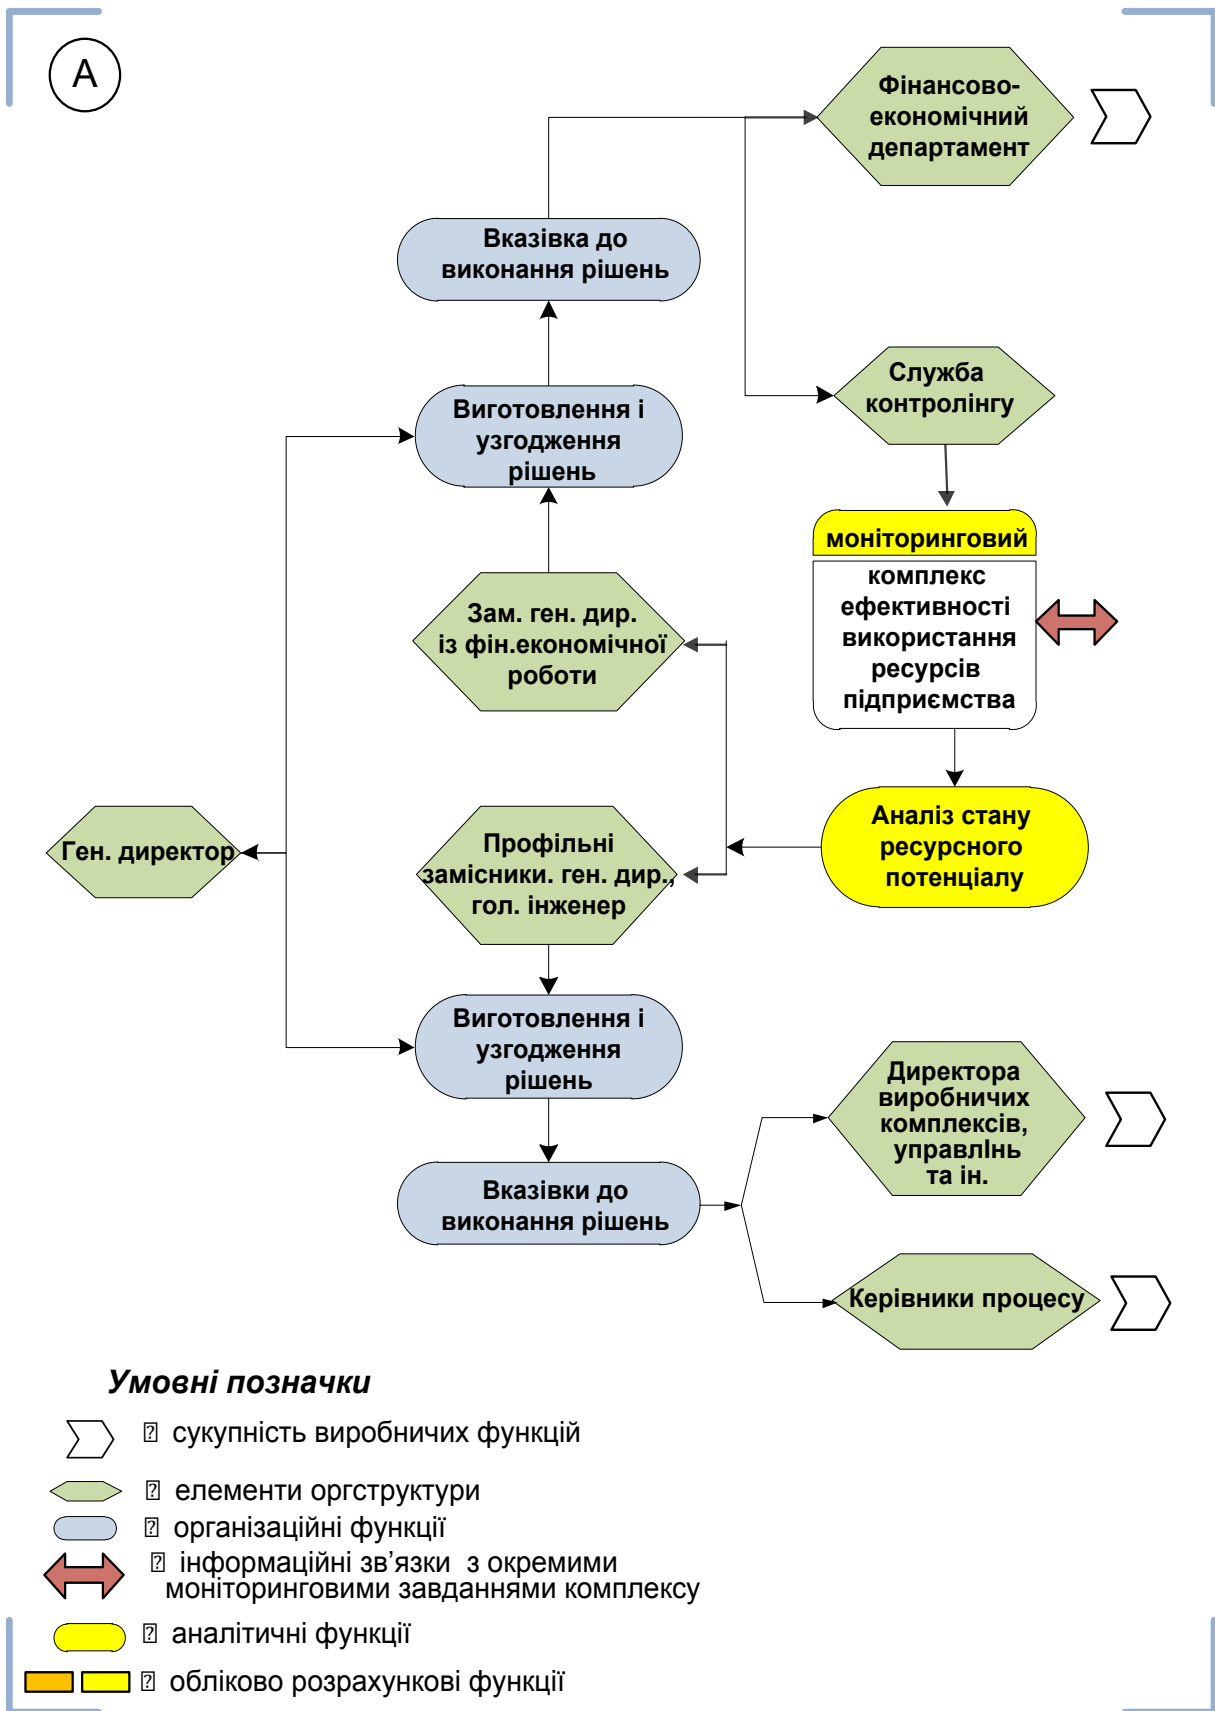 А
Фінансово-
економічний
департамент
Вказівка до
виконання рішень
Служба
контролінгу
Виготовлення і
узгодження
рішень
моніторинговий
комплекс
ефективності
використання
ресурсів
підприємства
Зам. ген. дир.
із фін.економічної
роботи
Аналіз стану
ресурсного
потенціалу
Ген. директор
Профільні
замісники. ген. дир.,
гол. інженер
Виготовлення і
узгодження
рішень
Директора
виробничих
комплексів,
управлІнь
та ін.
Вказівки до
виконання рішень
Керівники процесу
Умовні позначки
сукупність виробничих функцій
елементи оргструктури
організаційні функції
інформаційні зв’язки з окремими
моніторинговими завданнями комплексу
аналітичні функції
обліково розрахункові функції